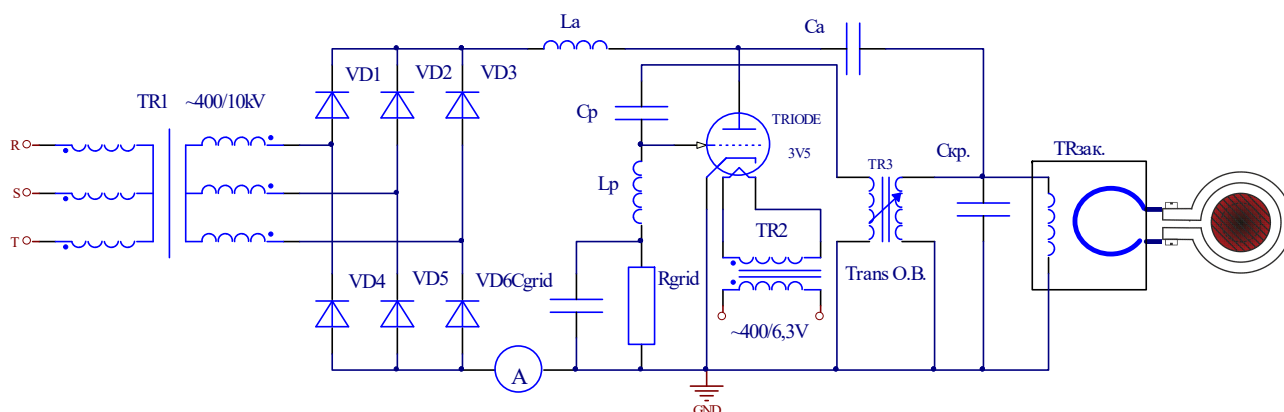 La
Ca
VD1
VD2
VD3
TR1 ~400/10kV
Cp
TRIODE
3V5
R
TR3
Cкр.
TRзак.
S
Lp
T
TR2
VD4
VD5
VD6Cgrid
Rgrid
Trans O.B.
~400/6,3V
A
GND